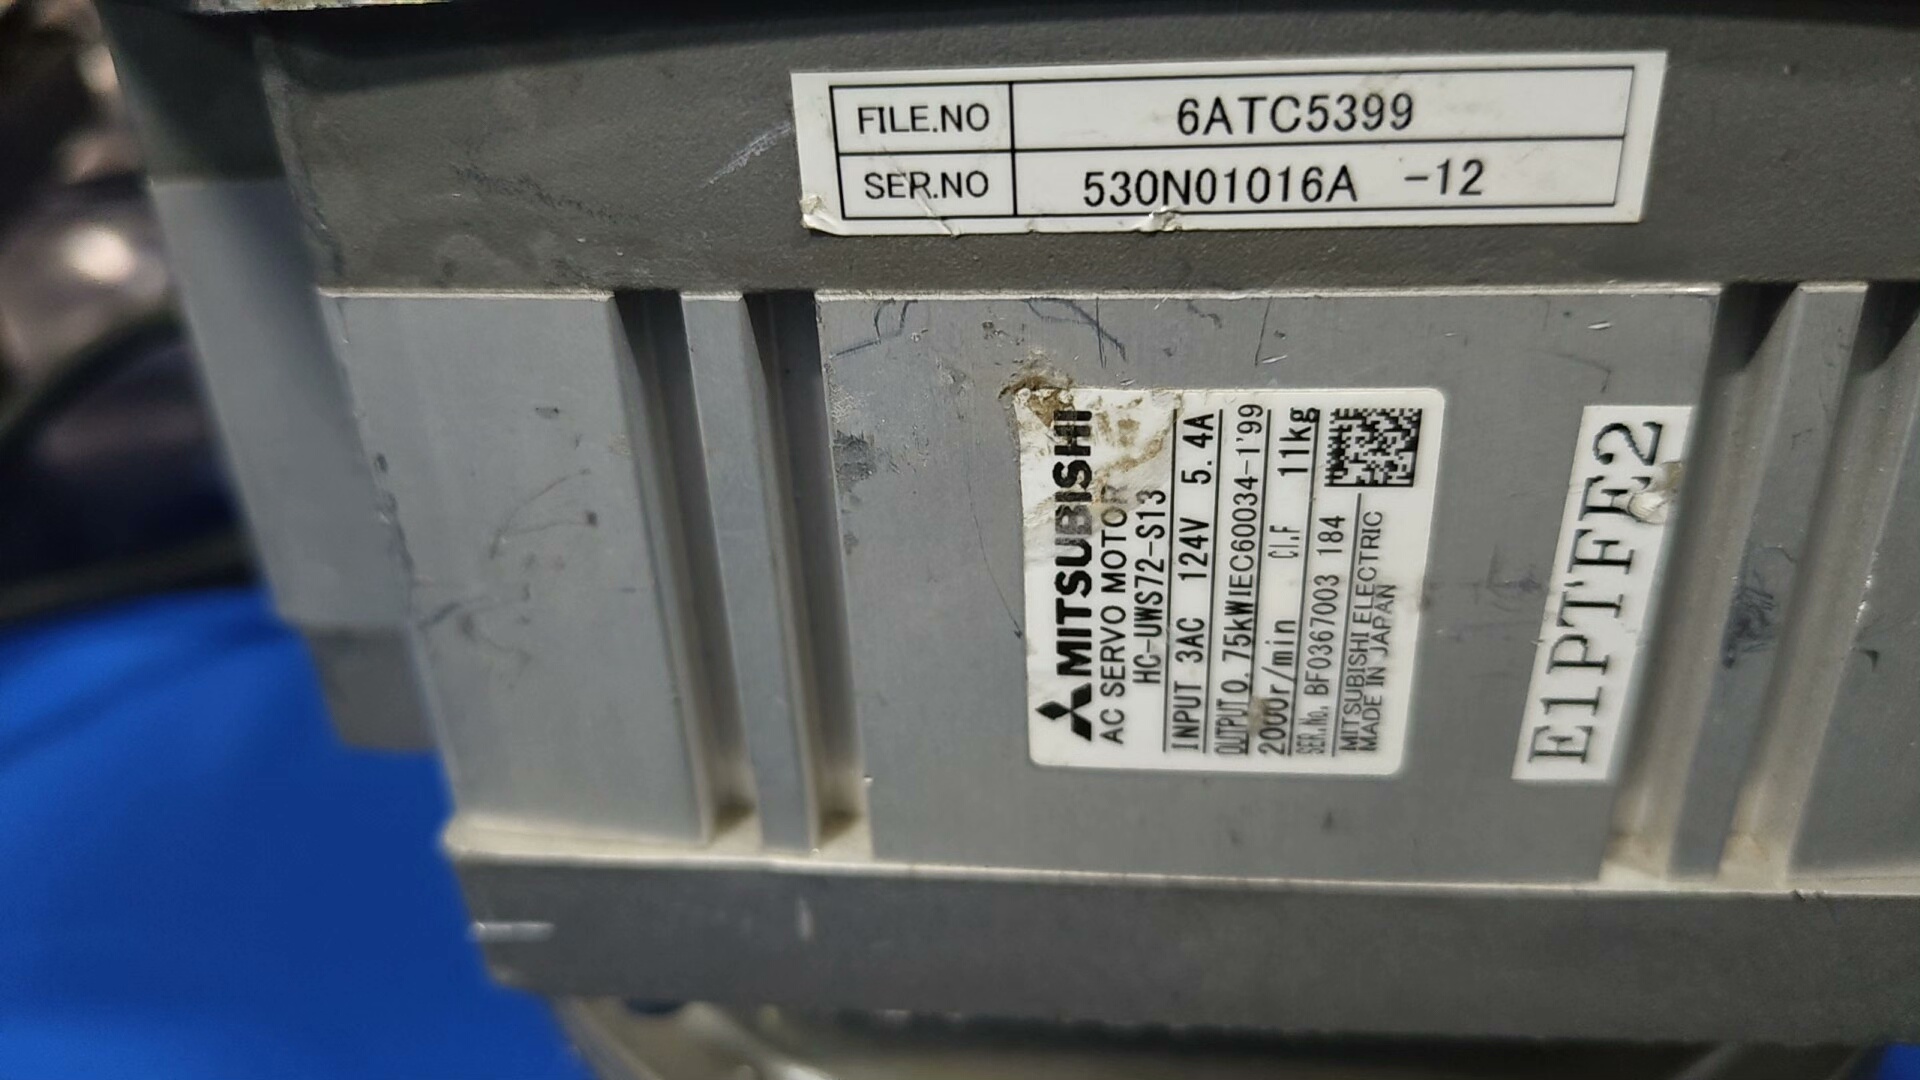 FILE.NO 6ATC5399
SER.NO 530N01016A -12
MITSUBISHI
AC SERVO MOTOR
HC-UWS72-S13
INPUT 3AC 124V 5.4A
OUTPUT 0.75kW IEC60034-1'99
2000r/min Cl.F 11kg
SER.No. BF0367003 184
MITSUBISHI ELECTRIC
MADE IN JAPAN
E1PTFE2